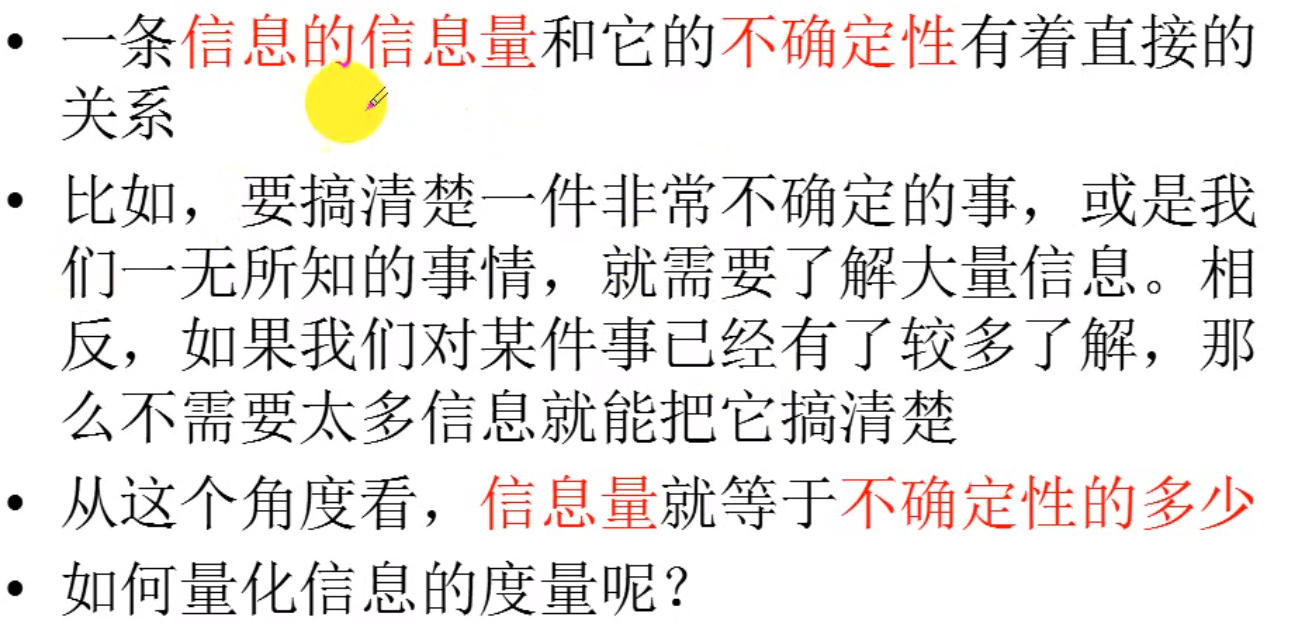 • 一条信息的信息量和它的不确定性有着直接的
关系
• 比如，要搞清楚一件非常不确定的事，或是我
们一无所知的事情，就需要了解大量信息。相
反，如果我们对某件事已经有了较多了解，那
么不需要太多信息就能把它搞清楚
• 从这个角度看，信息量就等于不确定性的多少
• 如何量化信息的度量呢？